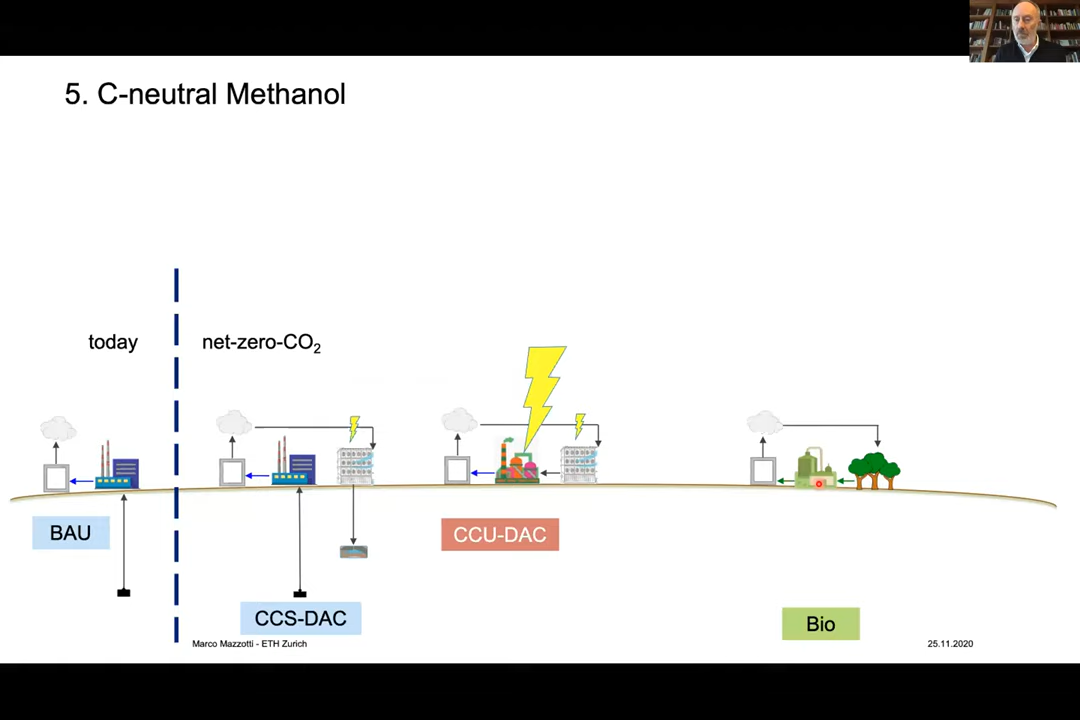 5. C-neutral Methanol
today
net-zero-CO₂
BAU
CCS-DAC
CCU-DAC
Bio
Marco Mazzotti - ETH Zurich
25.11.2020